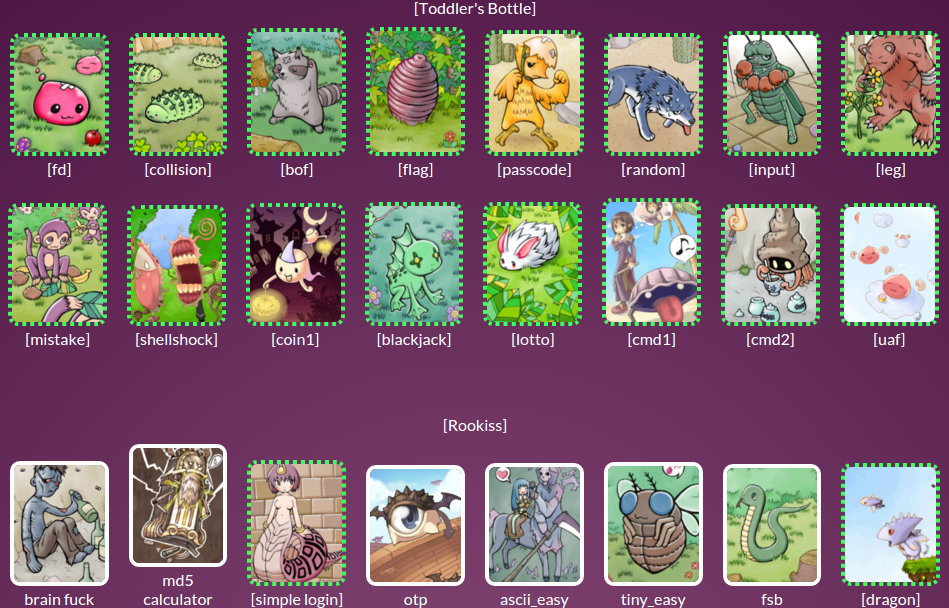 [Toddler's Bottle]
[fd] [collision] [bof] [flag] [passcode] [random] [input] [leg]
[mistake] [shellshock] [coin1] [blackjack] [lotto] [cmd1] [cmd2] [uaf]
[Rookiss]
md5
brain fuck calculator [simple login] otp ascii_easy tiny_easy fsb [dragon]